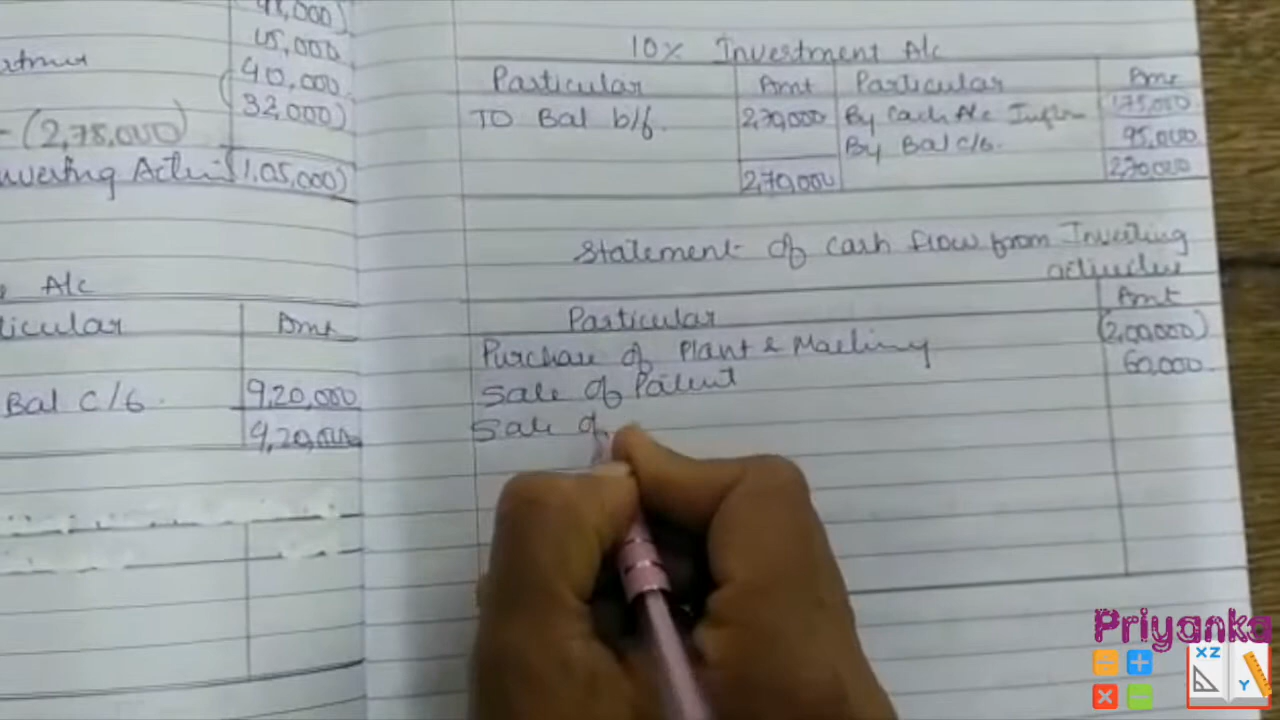 45,000
40,000
32,000)
- (2,75,000)
(1,05,000)
A/c
Amt
Bal c/b.
9,20,000
9,20,000
10% Investment A/c
Particular Amt Particular Amt
TO Bal b/f. 2,70,000 By Cash A/c 1,75,000
By Bal c/b. 95,000
2,70,000 2,70,000
Statement of cash flow from Investing
Particular Amt
Purchase of Plant & (2,00,000)
Sale of Patent 60,000
Sale of
Priyanka
XZ
Y